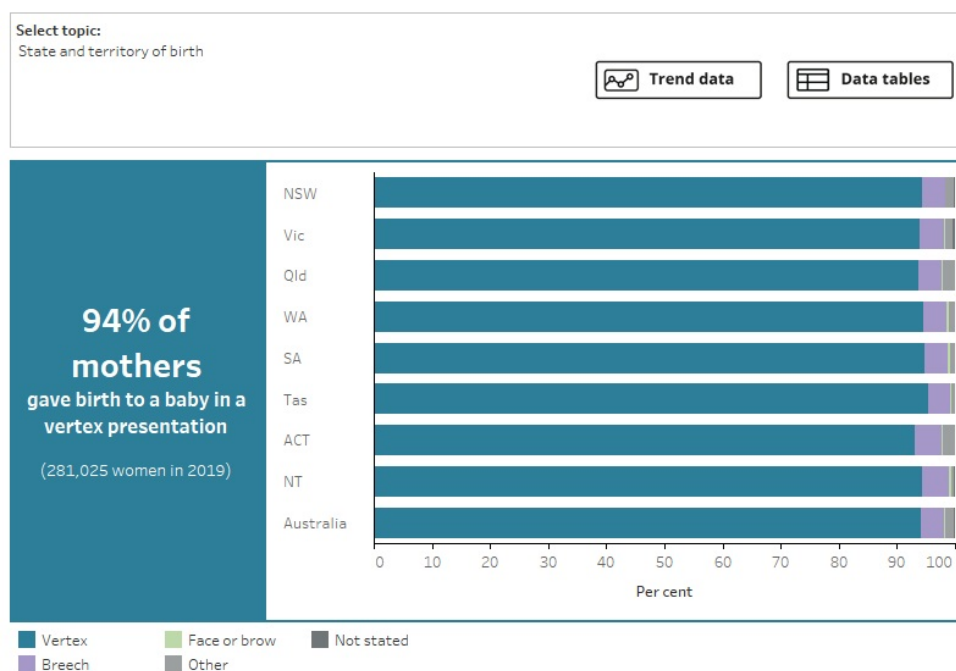 Select topic:
State and territory of birth
Trend data
Data tables
94% of
mothers
gave birth to a baby in a
vertex presentation
(281,025 women in 2019)
NSW
Vic
Qld
WA
SA
Tas
ACT
NT
Australia
0 10 20 30 40 50 60 70 80 90 100
Per cent
Vertex Face or brow Not stated
Breech Other